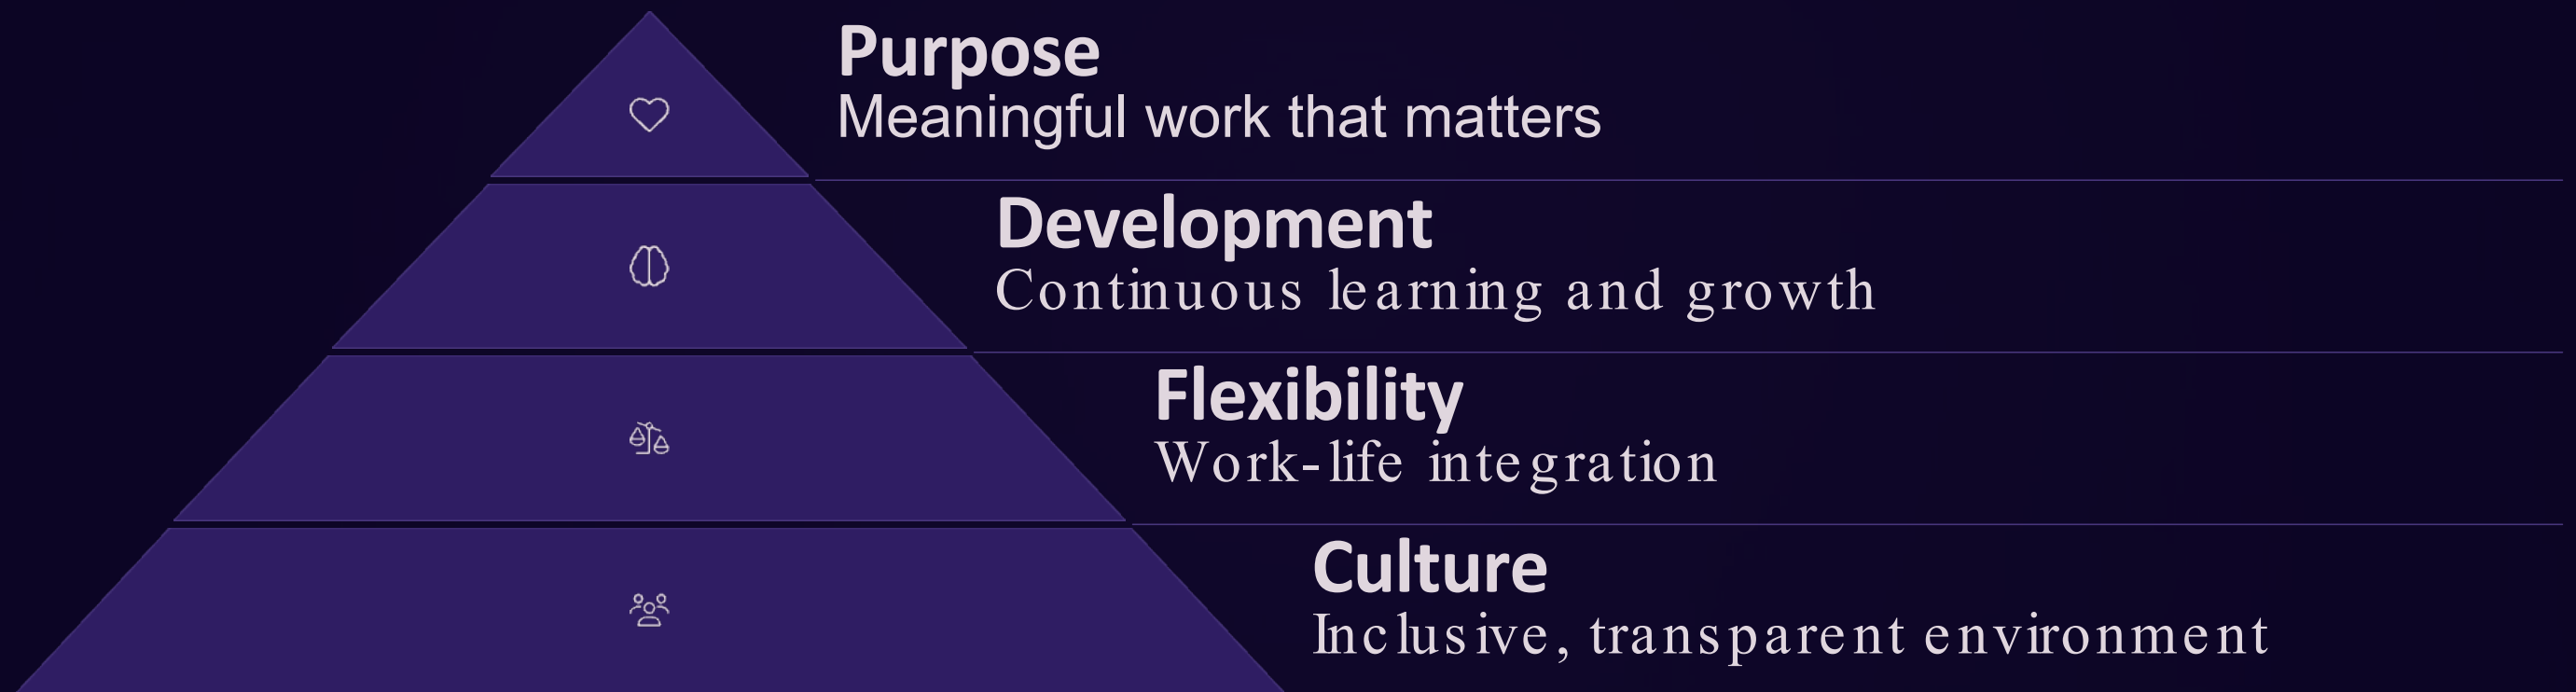 Purpose
Meaningful work that matters
Development
Continuous learning and growth
Flexibility
Work-life integration
Culture
Inclusive, transparent environment